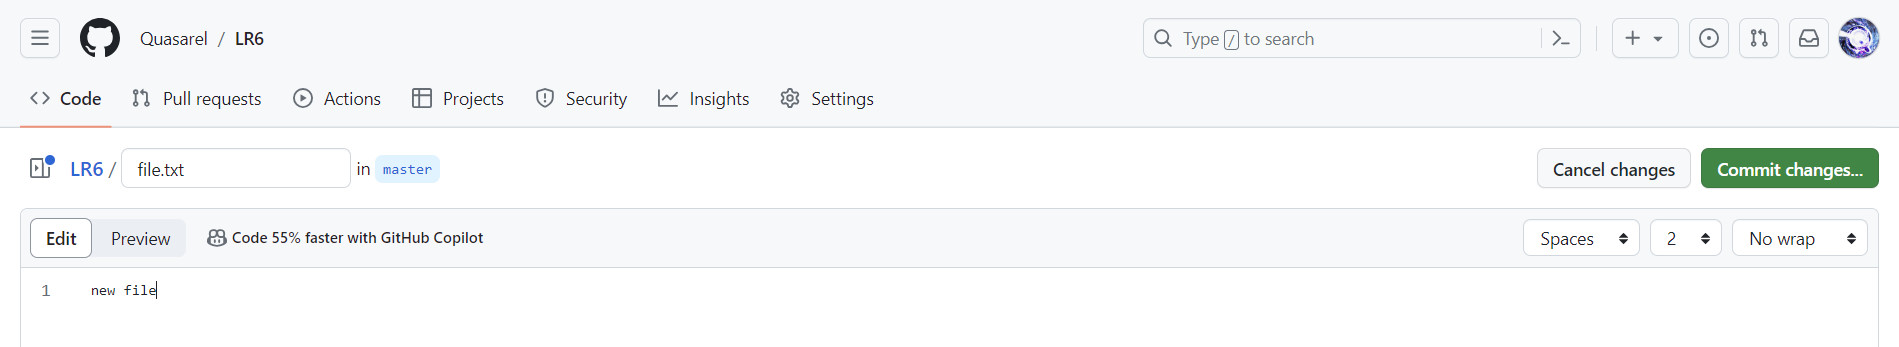 Quasarel / LR6 Type / to search
Code Pull requests Actions Projects Security Insights Settings
LR6 / file.txt in master Cancel changes Commit changes...
Edit Preview Code 55% faster with GitHub Copilot Spaces 2 No wrap
1 new file